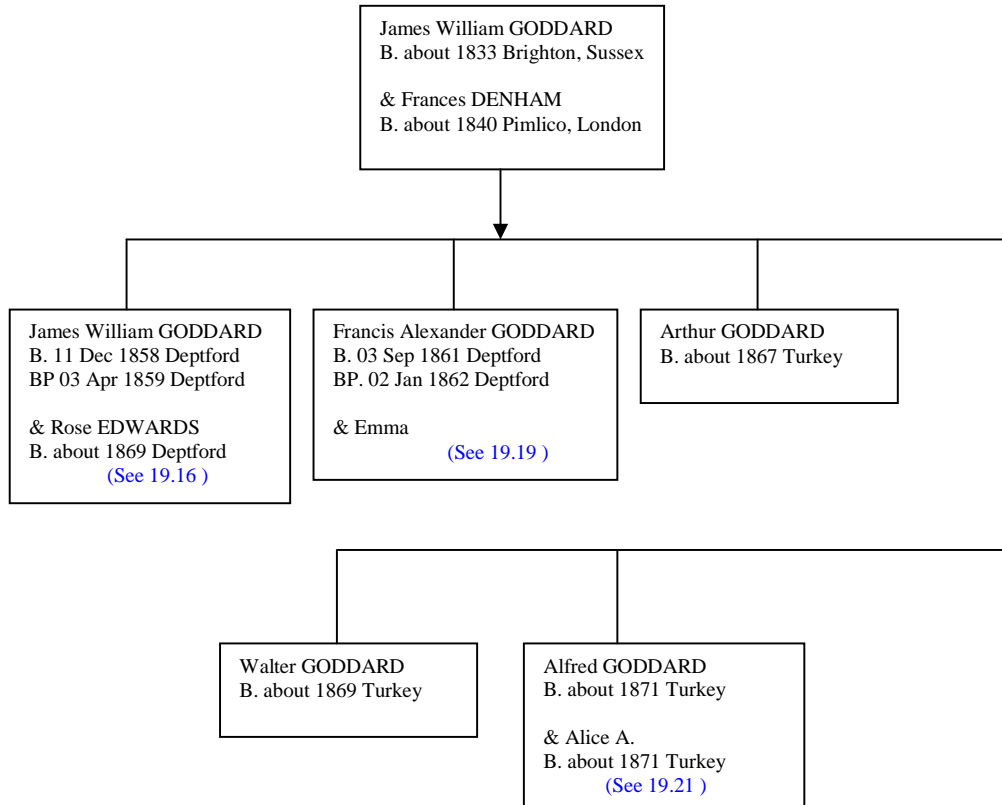 James William GODDARD
B. about 1833 Brighton, Sussex
& Frances DENHAM
B. about 1840 Pimlico, London
James William GODDARD
B. 11 Dec 1858 Deptford
BP 03 Apr 1859 Deptford
& Rose EDWARDS
B. about 1869 Deptford
(See 19.16 )
Francis Alexander GODDARD
B. 03 Sep 1861 Deptford
BP. 02 Jan 1862 Deptford
& Emma
(See 19.19 )
Arthur GODDARD
B. about 1867 Turkey
Walter GODDARD
B. about 1869 Turkey
Alfred GODDARD
B. about 1871 Turkey
& Alice A.
B. about 1871 Turkey
(See 19.21 )